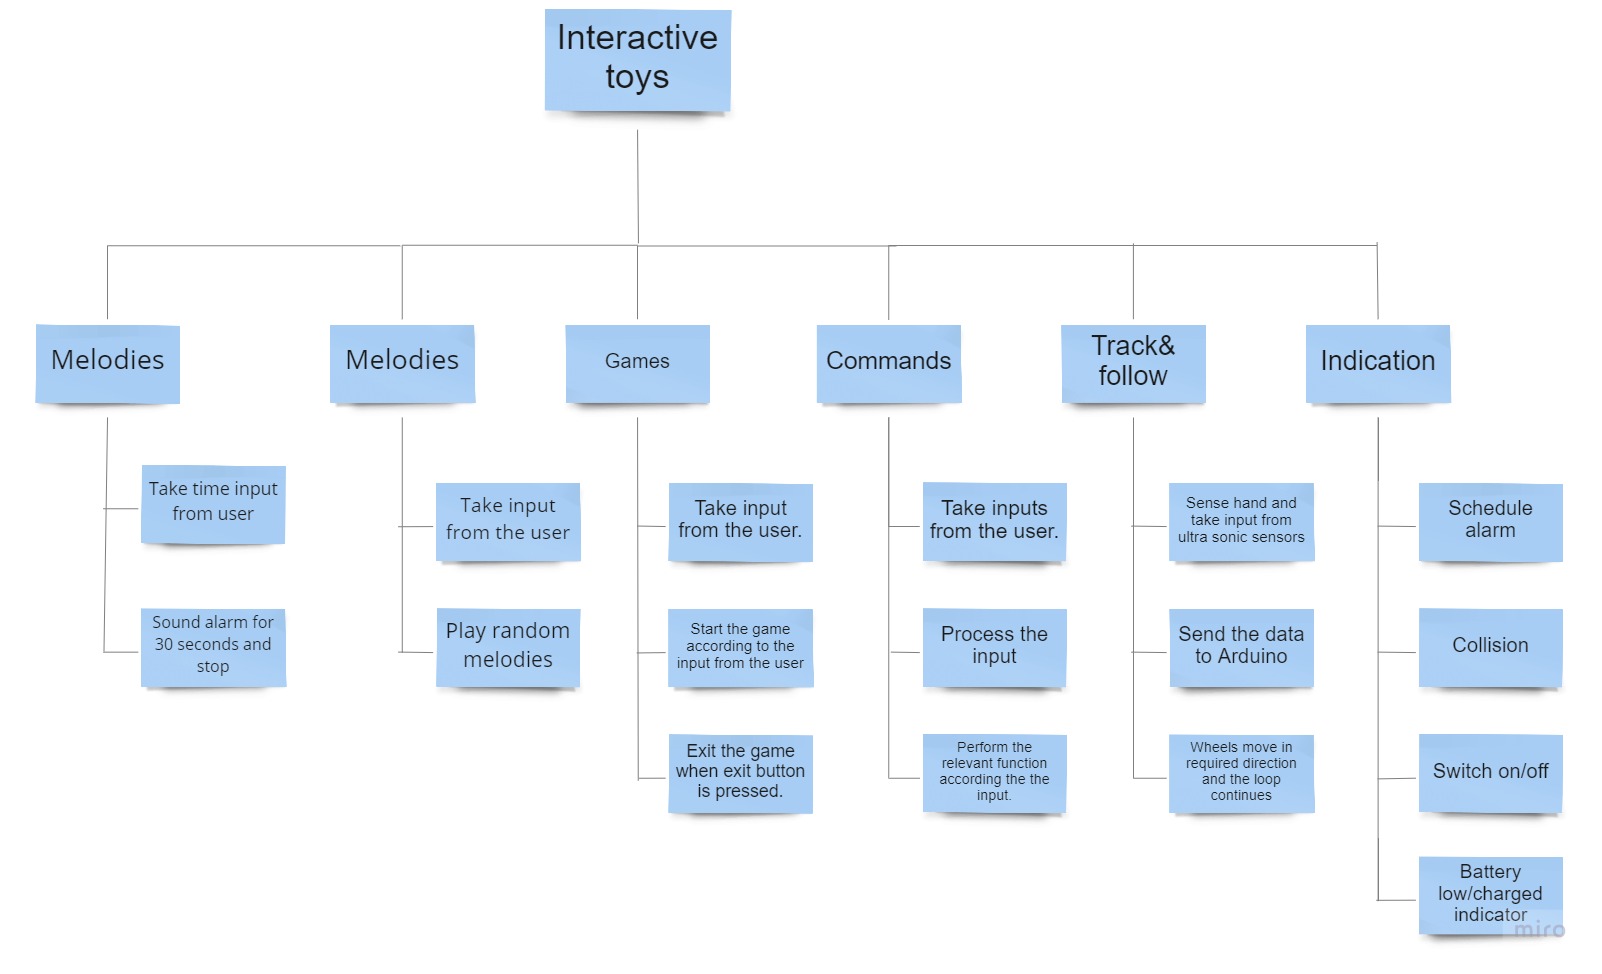 Interactive
toys
Melodies
Melodies
Games
Commands
Track&
follow
Indication
Take time input
from user
Sound alarm for
30 seconds and
stop
Take input
from the user
Play random
melodies
Take input
from the user.
Start the game
according to the
input from the user
Exit the game
when exit button
is pressed.
Take inputs
from the user.
Process the
input
Perform the
relevant function
according the the
input.
Sense hand and
take input from
ultra sonic sensors
Send the data
to Arduino
Wheels move in
required direction
and the loop
continues
Schedule
alarm
Collision
Switch on/off
Battery
low/charged
indicator
miro